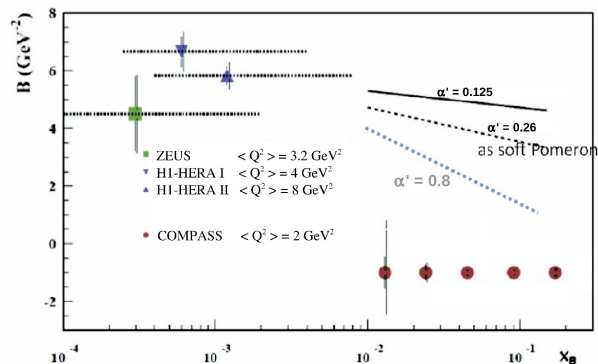 B (GeV⁻²)
8
6
4
2
0
-2
α' = 0.125
α' = 0.26
as soft Pomeron
α' = 0.8
ZEUS < Q² > = 3.2 GeV²
H1-HERA I < Q² > = 4 GeV²
H1-HERA II < Q² > = 8 GeV²
COMPASS < Q² > = 2 GeV²
10⁻⁴ 10⁻³ 10⁻² 10⁻¹ x_B